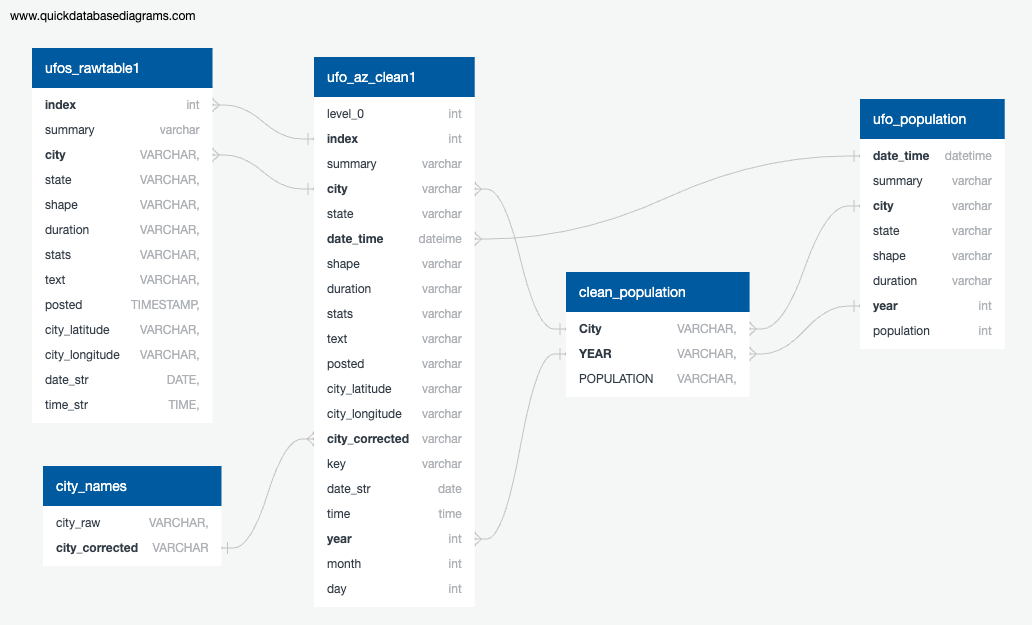 www.quickdatabasediagrams.com
ufos_rawtable1
index int
summary varchar
city VARCHAR,
state VARCHAR,
shape VARCHAR,
duration VARCHAR,
stats VARCHAR,
text VARCHAR,
posted TIMESTAMP,
city_latitude VARCHAR,
city_longitude VARCHAR,
date_str DATE,
time_str TIME,
city_names
city_raw VARCHAR,
city_corrected VARCHAR
ufo_az_clean1
level_0 int
index int
summary varchar
city varchar
state varchar
date_time dateime
shape varchar
duration varchar
stats varchar
text varchar
posted varchar
city_latitude varchar
city_longitude varchar
city_corrected varchar
key varchar
date_str date
time time
year int
month int
day int
clean_population
City VARCHAR,
YEAR VARCHAR,
POPULATION VARCHAR,
ufo_population
date_time datetime
summary varchar
city varchar
state varchar
shape varchar
duration varchar
year int
population int